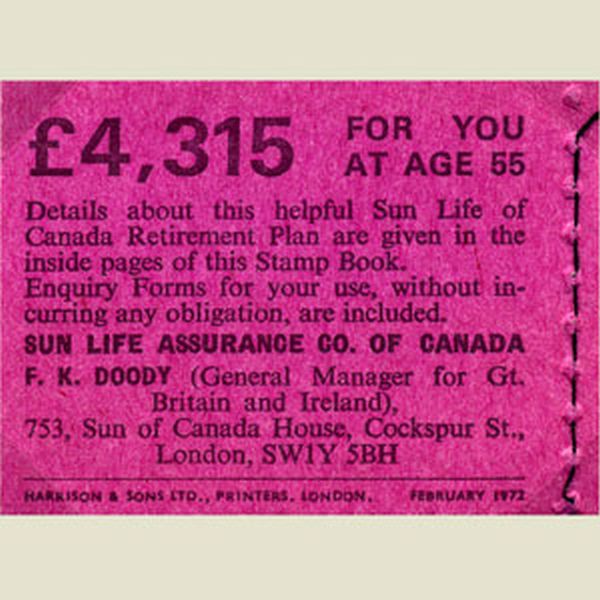 £4,315 FOR YOU
AT AGE 55
Details about this helpful Sun Life of
Canada Retirement Plan are given in the
inside pages of this Stamp Book.
Enquiry Forms for your use, without in-
curring any obligation, are included.
SUN LIFE ASSURANCE CO. OF CANADA
F. K. DOODY (General Manager for Gt.
Britain and Ireland),
753, Sun of Canada House, Cockspur St.,
London, SW1Y 5BH
HARRISON & SONS LTD., PRINTERS, LONDON, FEBRUARY 1972